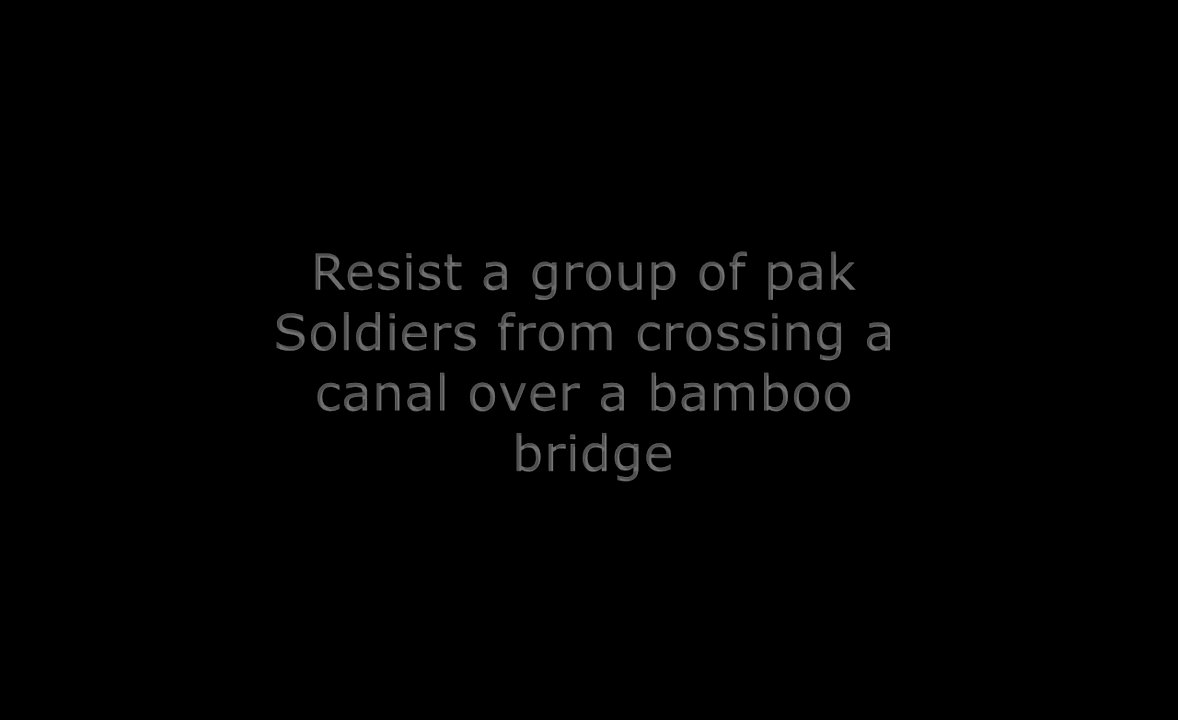 Resist a group of pak
Soldiers from crossing a
canal over a bamboo
bridge